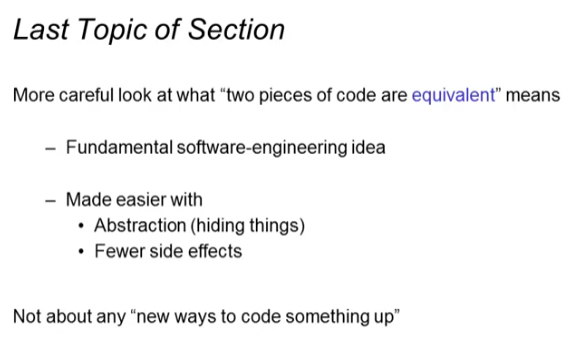 Last Topic of Section
More careful look at what “two pieces of code are equivalent” means
– Fundamental software-engineering idea
– Made easier with
• Abstraction (hiding things)
• Fewer side effects
Not about any “new ways to code something up”